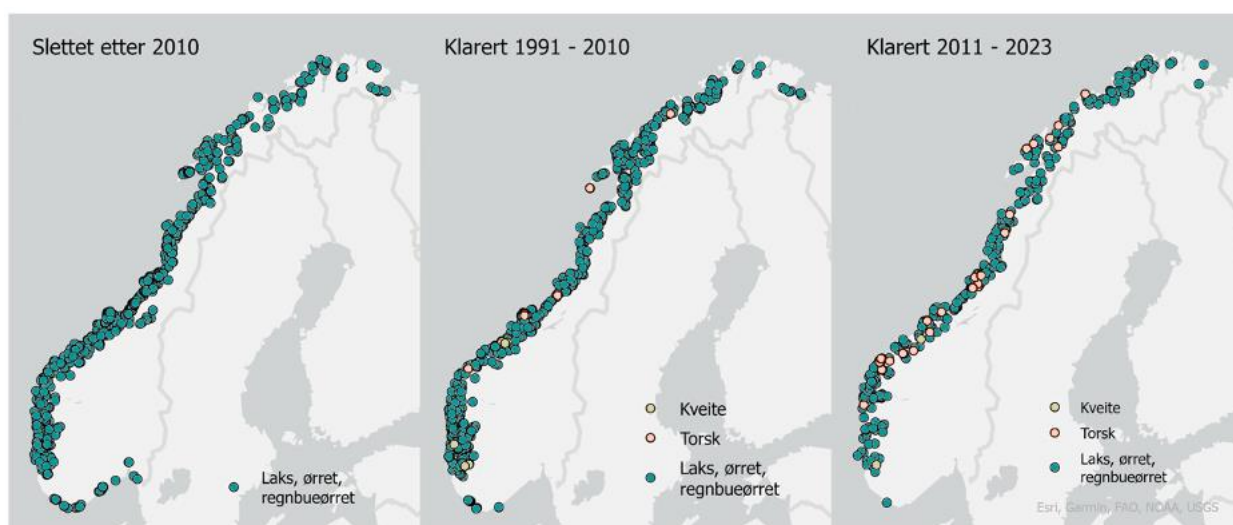 Slettet etter 2010
Klarert 1991 - 2010
Klarert 2011 - 2023
Laks, ørret,
regnbueørret
Kveite
Torsk
Laks, ørret,
regnbueørret
Kveite
Torsk
Laks, ørret,
regnbueørret
Esri, Garmin, FAO, NOAA, USGS